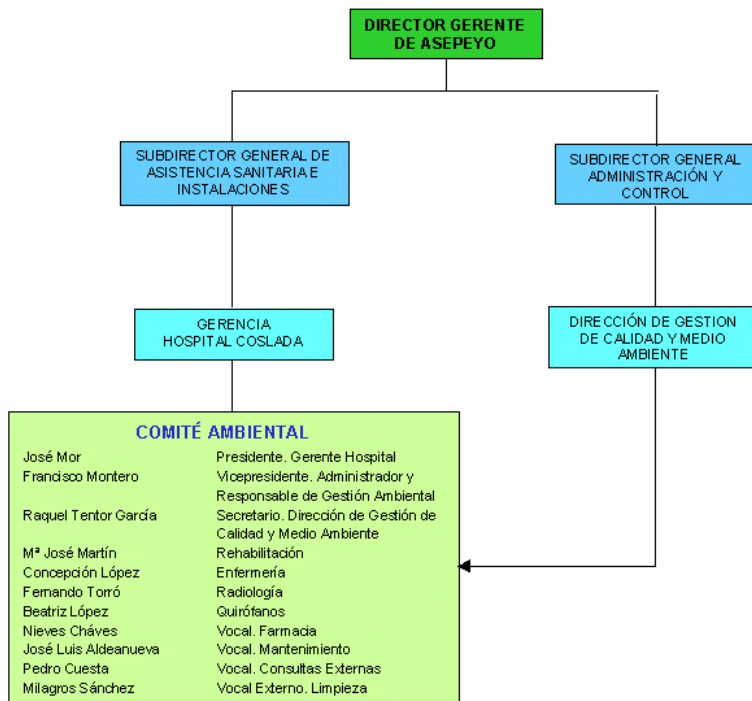 DIRECTOR GERENTE
DE ASEPEYO
SUBDIRECTOR GENERAL DE
ASISTENCIA SANITARIA E
INSTALACIONES
SUBDIRECTOR GENERAL
ADMINISTRACIÓN Y
CONTROL
GERENCIA
HOSPITAL COSLADA
DIRECCIÓN DE GESTION
DE CALIDAD Y MEDIO
AMBIENTE
COMITÉ AMBIENTAL
José Mor Presidente. Gerente Hospital
Francisco Montero Vicepresidente. Administrador y
Responsable de Gestión Ambiental
Raquel Tentor García Secretario. Dirección de Gestión de
Calidad y Medio Ambiente
Mª José Martín Rehabilitación
Concepción López Enfermería
Fernando Torró Radiología
Beatriz López Quirófanos
Nieves Cháves Vocal. Farmacia
José Luis Aldeanueva Vocal. Mantenimiento
Pedro Cuesta Vocal. Consultas Externas
Milagros Sánchez Vocal Externo. Limpieza